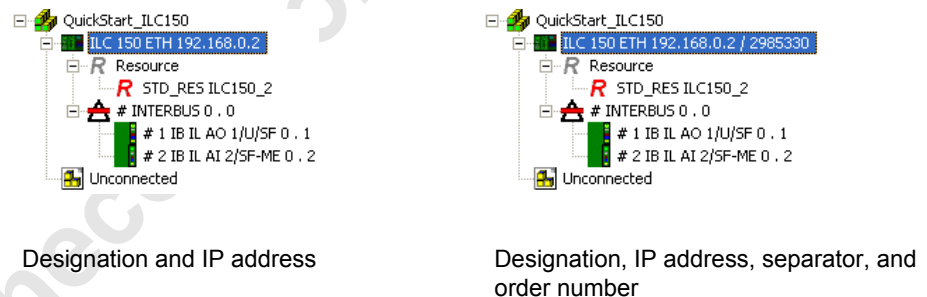 QuickStart_ILC150
ILC 150 ETH 192.168.0.2
R Resource
R STD_RES ILC150_2
# INTERBUS 0 . 0
# 1 IB IL AO 1/U/SF 0 . 1
# 2 IB IL AI 2/SF-ME 0 . 2
Unconnected
Designation and IP address
QuickStart_ILC150
ILC 150 ETH 192.168.0.2 / 2985330
R Resource
R STD_RES ILC150_2
# INTERBUS 0 . 0
# 1 IB IL AO 1/U/SF 0 . 1
# 2 IB IL AI 2/SF-ME 0 . 2
Unconnected
Designation, IP address, separator, and
order number